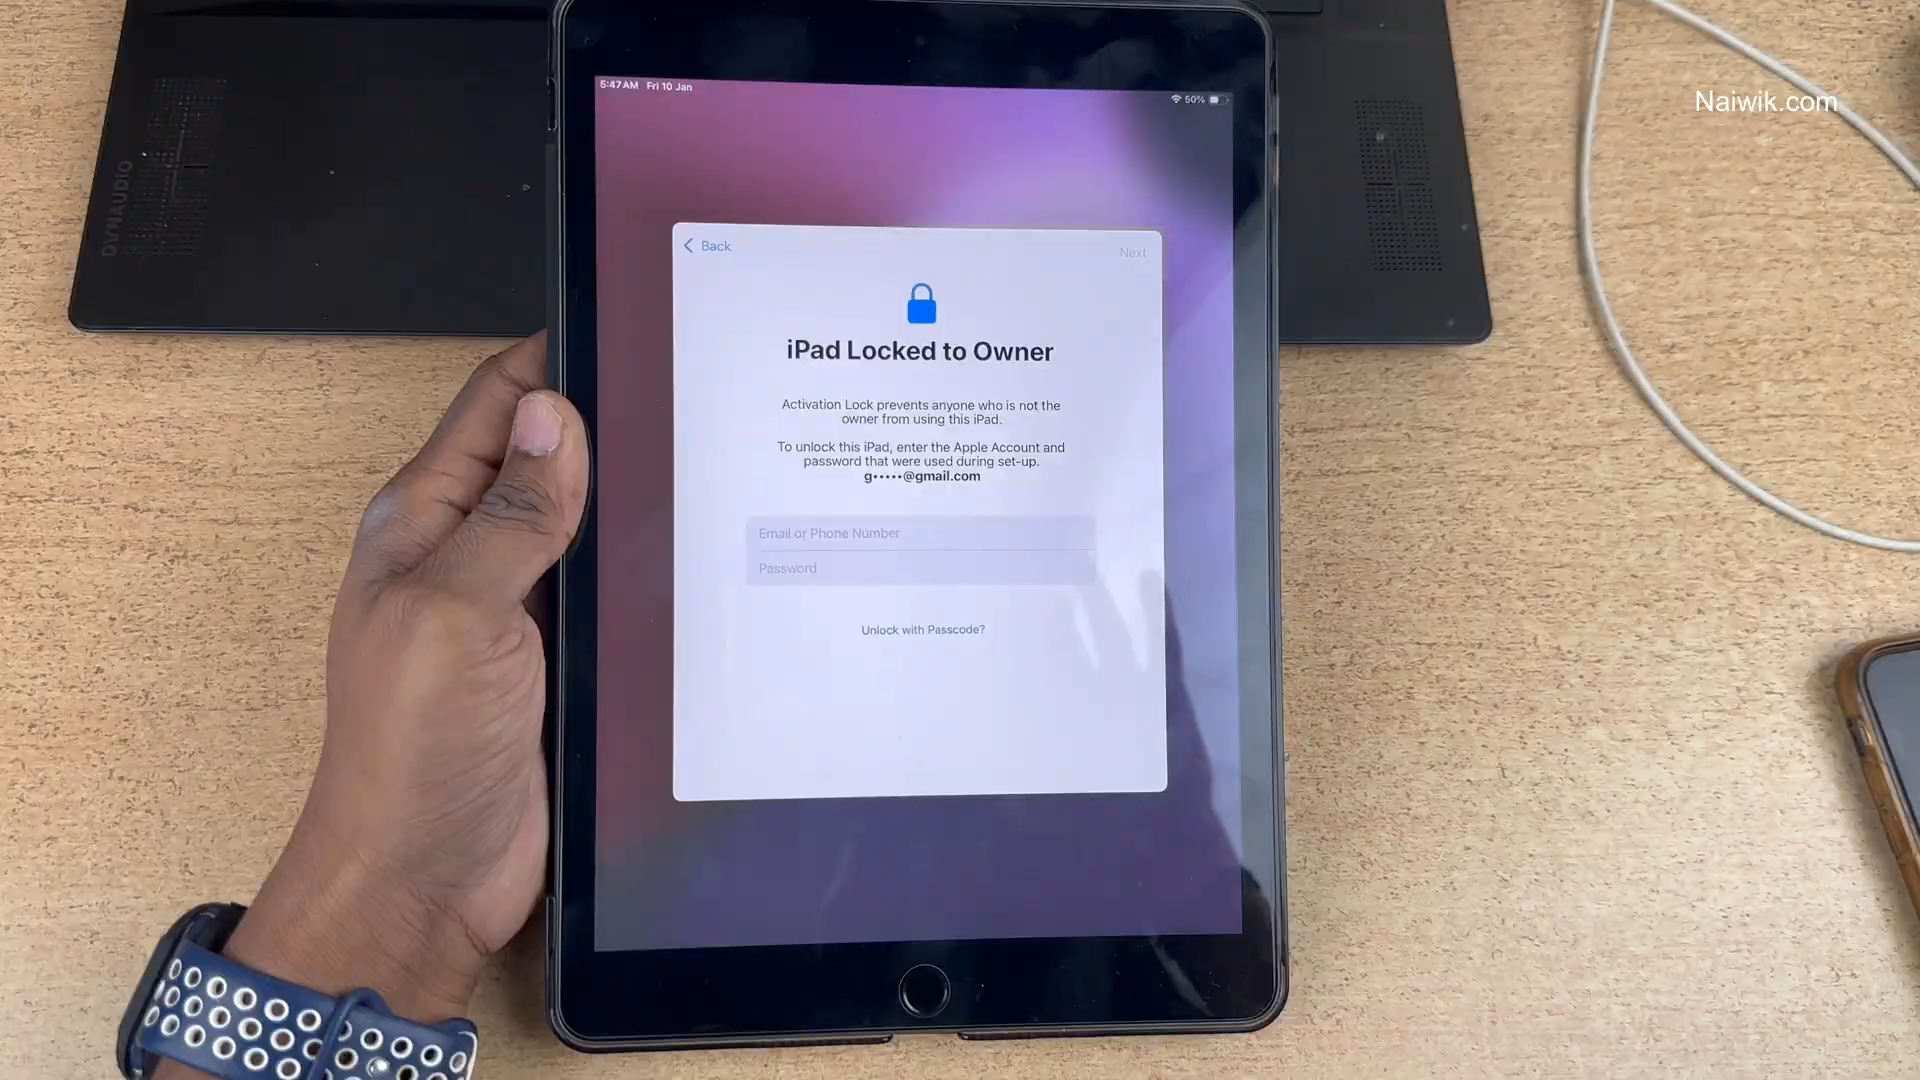 5:47AM Fri 10 Jan
50%
Naiwik.com
DYNAUDIO
Back
Next
iPad Locked to Owner
Activation Lock prevents anyone who is not the
owner from using this iPad.
To unlock this iPad, enter the Apple Account and
password that were used during set-up.
g•••••@gmail.com
Email or Phone Number
Password
Unlock with Passcode?